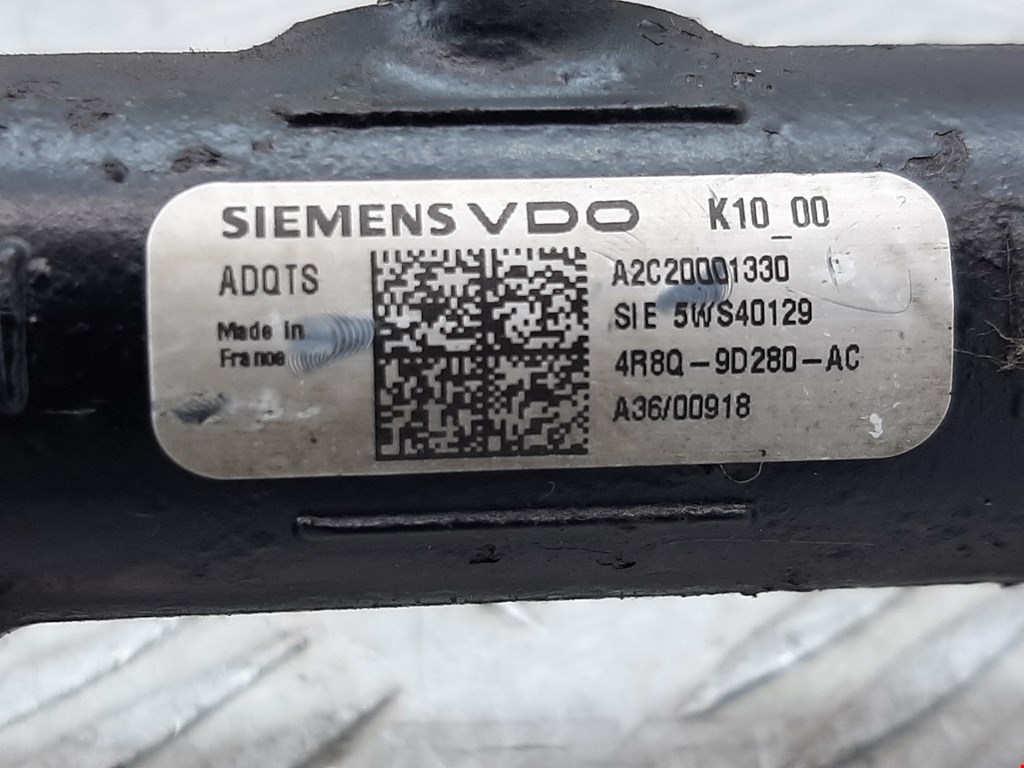 SIEMENS VDO K10_00
ADQTS
Made in
France
A2C20001330
SIE 5WS40129
4R8Q-9D280-AC
A36/00918